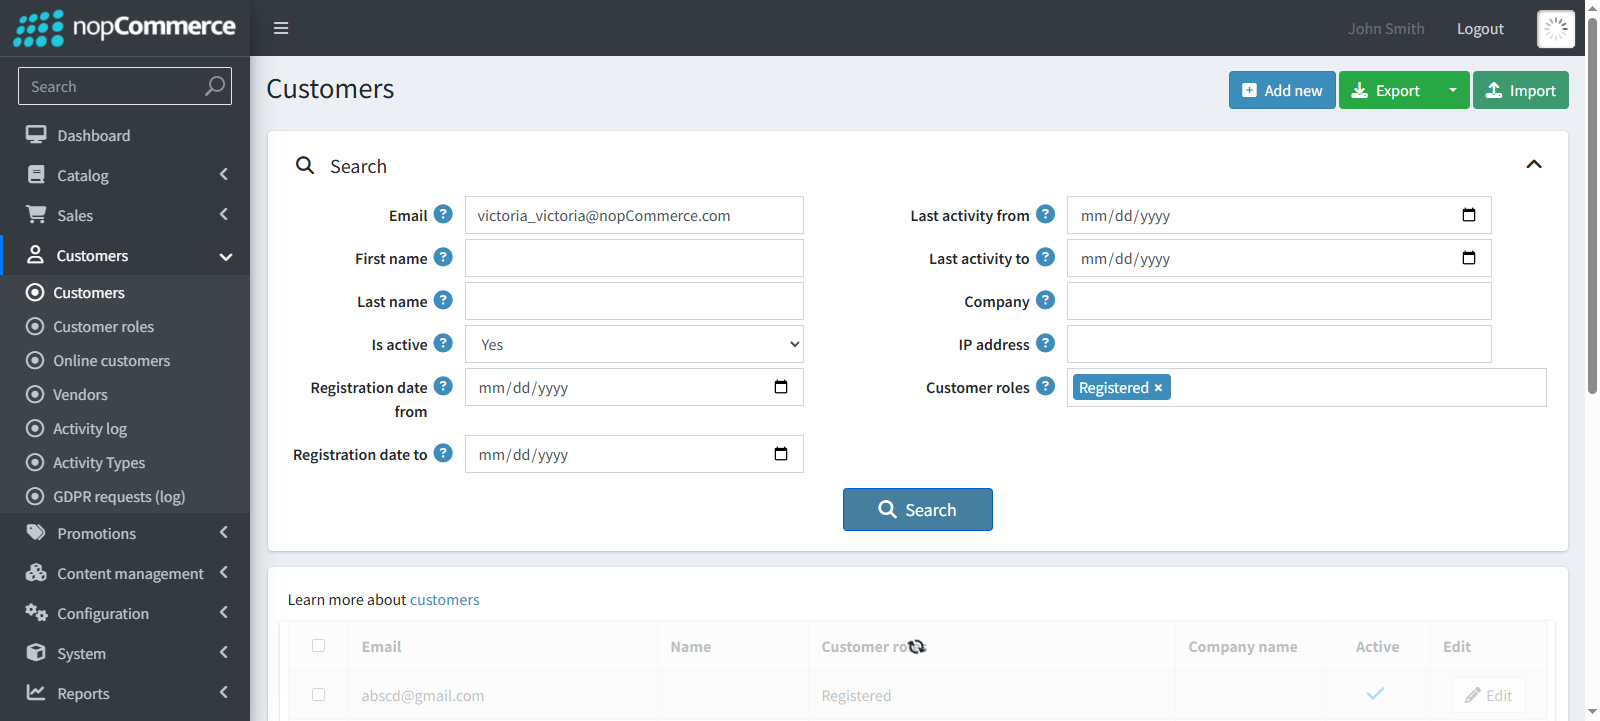 nopCommerce
John Smith
Logout
Search
Dashboard
Catalog
Sales
Customers
Customers
Customer roles
Online customers
Vendors
Activity log
Activity Types
GDPR requests (log)
Promotions
Content management
Configuration
System
Reports
Customers
Add new
Export
Import
Search
Email ?
victoria_victoria@nopCommerce.com
First name ?
Last name ?
Is active ?
Yes
Registration date from ?
mm/dd/yyyy
Registration date to ?
mm/dd/yyyy
Last activity from ?
mm/dd/yyyy
Last activity to ?
mm/dd/yyyy
Company ?
IP address ?
Customer roles ?
Registered ×
Search
Learn more about customers
Email
Name
Customer roles
Company name
Active
Edit
abscd@gmail.com
Registered
Edit